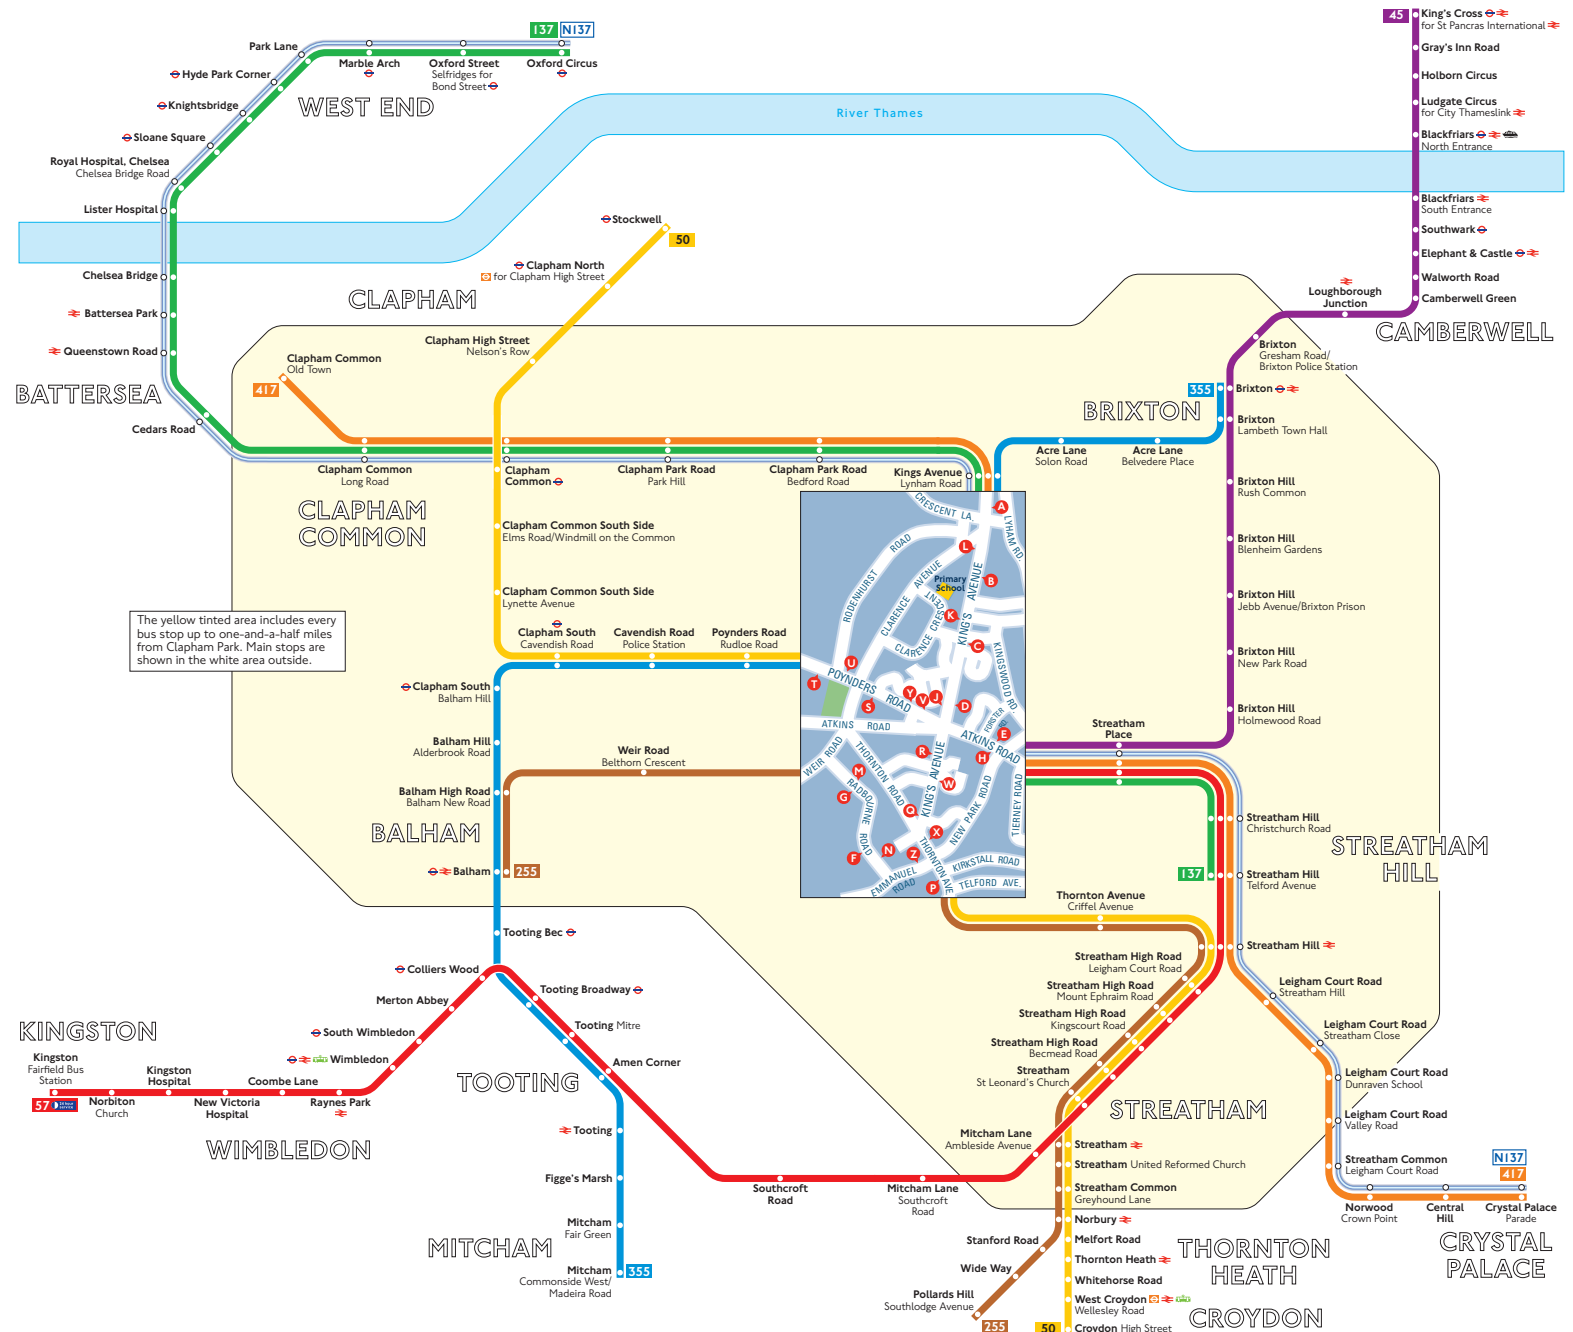 137
N137
Park Lane
Marble Arch
Oxford Street
Selfridges for
Bond Street
Oxford Circus
Hyde Park Corner
Knightsbridge
WEST END
Sloane Square
Royal Hospital, Chelsea
Chelsea Bridge Road
Lister Hospital
River Thames
Chelsea Bridge
Battersea Park
Queenstown Road
BATTERSEA
Cedars Road
45
King's Cross
for St Pancras International
Gray's Inn Road
Holborn Circus
Ludgate Circus
for City Thameslink
Blackfriars
North Entrance
Blackfriars
South Entrance
Southwark
Elephant & Castle
Walworth Road
Camberwell Green
Loughborough
Junction
CAMBERWELL
Stockwell
50
Clapham North
for Clapham High Street
CLAPHAM
Clapham High Street
Nelson's Row
Clapham Common
Old Town
417
Brixton
Gresham Road/
Brixton Police Station
355
Brixton
BRIXTON
Brixton
Lambeth Town Hall
Acre Lane
Solon Road
Acre Lane
Belvedere Place
Clapham Common
Long Road
Clapham
Common
Clapham Park Road
Park Hill
Clapham Park Road
Bedford Road
Kings Avenue
Lynham Road
CLAPHAM
COMMON
Clapham Common South Side
Elms Road/Windmill on the Common
Clapham Common South Side
Lynette Avenue
Brixton Hill
Rush Common
Brixton Hill
Blenheim Gardens
Brixton Hill
Jebb Avenue/Brixton Prison
Brixton Hill
New Park Road
Brixton Hill
Holmewood Road
The yellow tinted area includes every
bus stop up to one-and-a-half miles
from Clapham Park. Main stops are
shown in the white area outside.
Clapham South
Cavendish Road
Cavendish Road
Police Station
Poynders Road
Rudloe Road
Clapham South
Balham Hill
Balham Hill
Alderbrook Road
Weir Road
Belthorn Crescent
Balham High Road
Balham New Road
BALHAM
Balham
255
CRESCENT LA.
LYHAM RD.
RODENHURST ROAD
CLARENCE AVENUE
Primary
School
CLARENCE CRESCENT
KING'S AVENUE
KINGSWOOD RD.
POYNDERS ROAD
ATKINS ROAD
FORSTER RD.
ATKINS ROAD
WEIR ROAD
THORNTON ROAD
RADBOURNE ROAD
KING'S AVENUE
NEW PARK ROAD
TIERNEY ROAD
THORNTON AVE.
KIRKSTALL ROAD
EMMANUEL ROAD
TELFORD AVE.
A
L
B
K
C
U
T
Y
V
J
S
D
E
R
H
M
W
G
Q
X
N
Z
F
P
Streatham
Place
Streatham Hill
Christchurch Road
STREATHAM
HILL
137
Streatham Hill
Telford Avenue
Thornton Avenue
Criffel Avenue
Streatham Hill
Streatham High Road
Leigham Court Road
Streatham High Road
Mount Ephraim Road
Streatham High Road
Kingscourt Road
Streatham High Road
Becmead Road
Streatham
St Leonard's Church
STREATHAM
Leigham Court Road
Streatham Hill
Leigham Court Road
Streatham Close
Leigham Court Road
Dunraven School
Leigham Court Road
Valley Road
Streatham Common
Leigham Court Road
N137
417
Norwood
Crown Point
Central
Hill
Crystal Palace
Parade
CRYSTAL
PALACE
Tooting Bec
Colliers Wood
Merton Abbey
South Wimbledon
Wimbledon
Tooting Broadway
Tooting Mitre
Amen Corner
TOOTING
KINGSTON
Kingston
Fairfield Bus
Station
57
Norbiton
Church
Kingston
Hospital
New Victoria
Hospital
Coombe Lane
Raynes Park
WIMBLEDON
Tooting
Figge's Marsh
Mitcham
Fair Green
MITCHAM
Mitcham
Commonside West/
Madeira Road
355
Southcroft
Road
Mitcham Lane
Southcroft
Road
Mitcham Lane
Ambleside Avenue
Streatham
Streatham United Reformed Church
Streatham Common
Greyhound Lane
Norbury
Melfort Road
Thornton Heath
Whitehorse Road
West Croydon
Wellesley Road
50
Croydon High Street
THORNTON
HEATH
CROYDON
Stanford Road
Wide Way
Pollards Hill
Southlodge Avenue
255